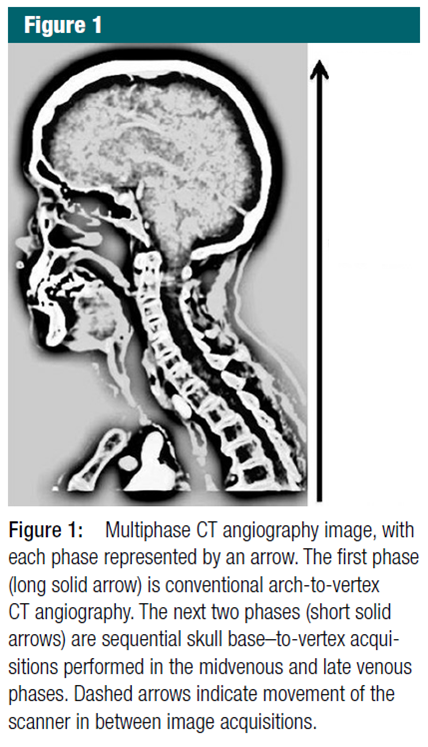 Figure 1
Figure 1: Multiphase CT angiography image, with
each phase represented by an arrow. The first phase
(long solid arrow) is conventional arch-to-vertex
CT angiography. The next two phases (short solid
arrows) are sequential skull base–to-vertex acqui-
sitions performed in the midvenous and late venous
phases. Dashed arrows indicate movement of the
scanner in between image acquisitions.